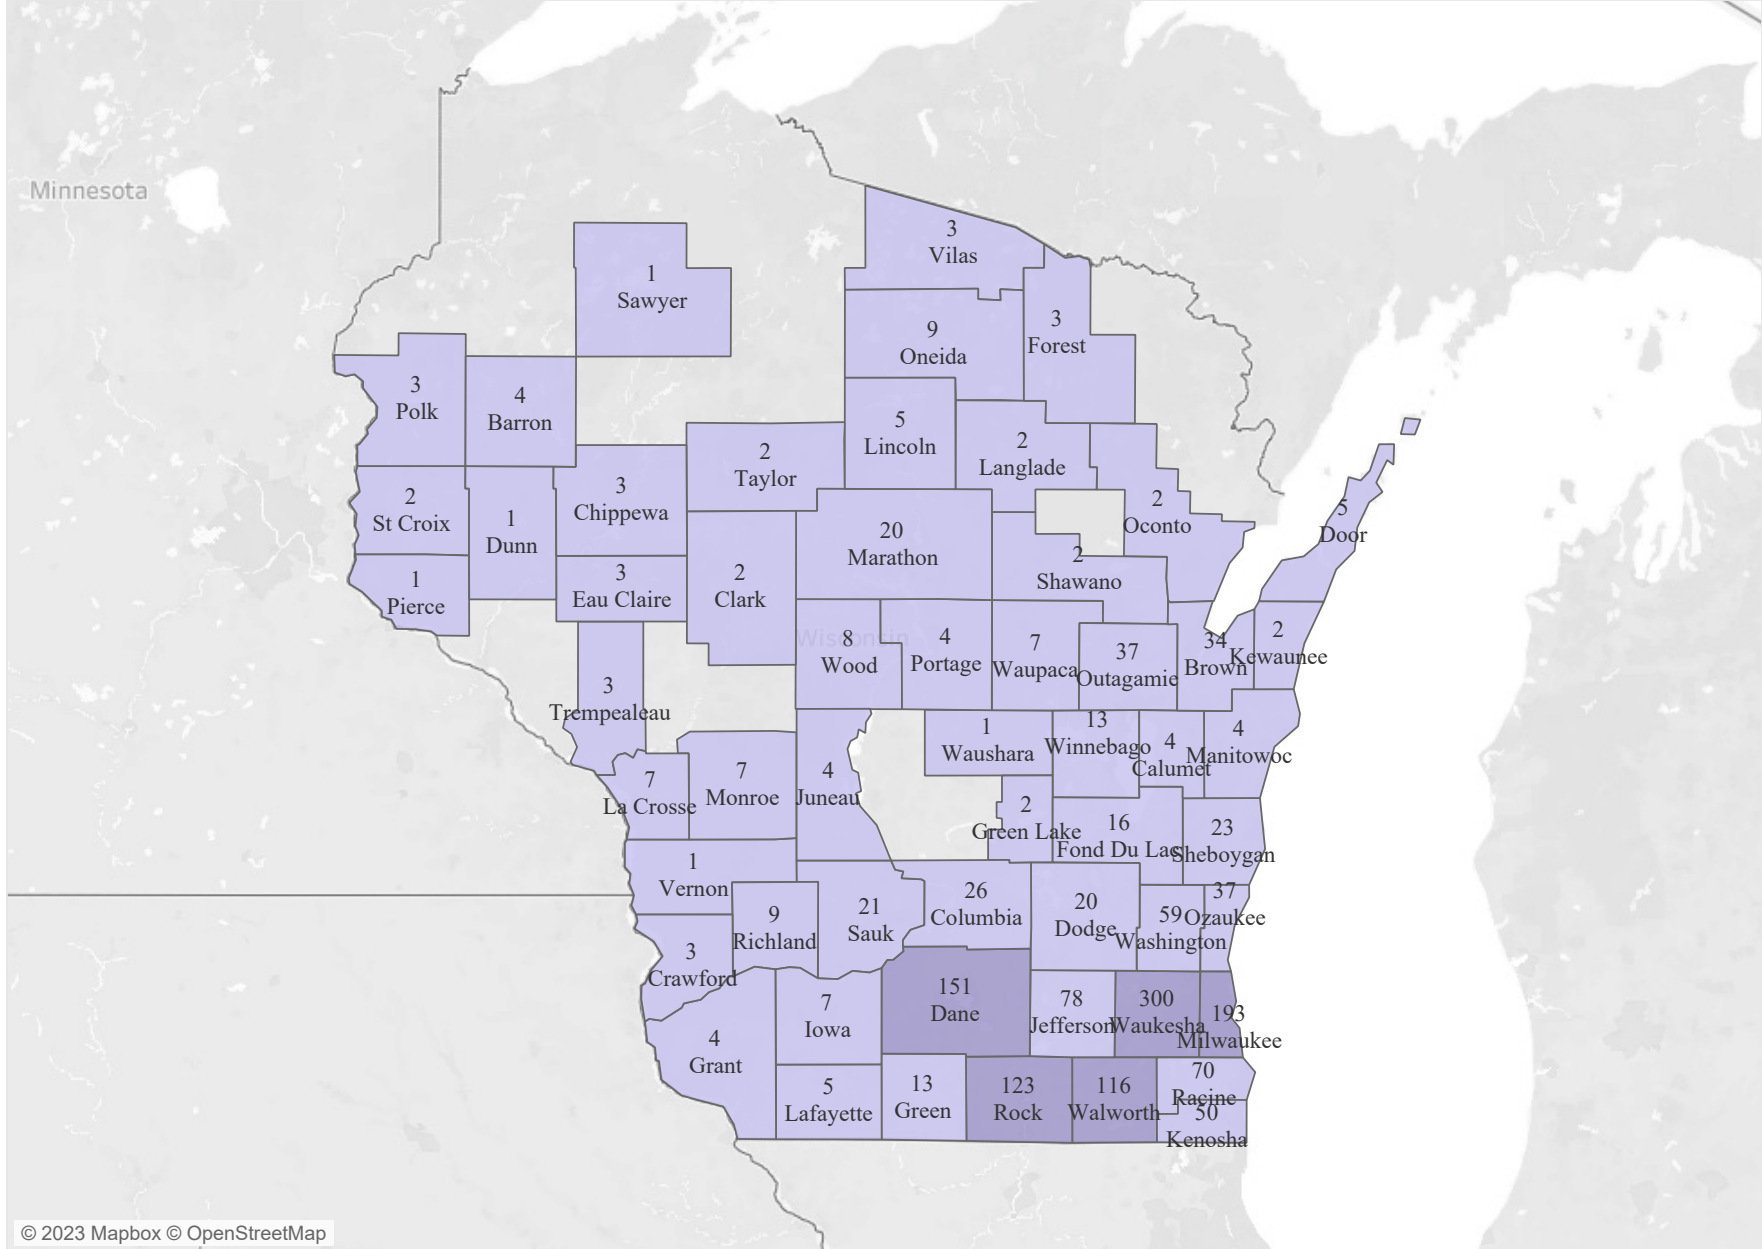 Minnesota
3
Vilas
1
Sawyer
9
Oneida
3
Forest
3
Polk
4
Barron
5
Lincoln
2
Langlade
2
Taylor
2
St Croix
3
Chippewa
1
Dunn
2
Oconto
5
Door
20
Marathon
2
Shawano
1
Pierce
3
Eau Claire
2
Clark
Wisconsin
8
Wood
4
Portage
7
Waupaca
37
Outagamie
34
Brown
2
Kewaunee
3
Trempealeau
1
Waushara
13
Winnebago
4
Calumet
4
Manitowoc
7
La Crosse
7
Monroe
4
Juneau
2
Green Lake
16
Fond Du Lac
23
Sheboygan
1
Vernon
9
Richland
21
Sauk
26
Columbia
20
Dodge
59
Washington
37
Ozaukee
3
Crawford
4
Grant
7
Iowa
151
Dane
78
Jefferson
300
Waukesha
193
Milwaukee
5
Lafayette
13
Green
123
Rock
116
Walworth
70
Racine
50
Kenosha
© 2023 Mapbox © OpenStreetMap